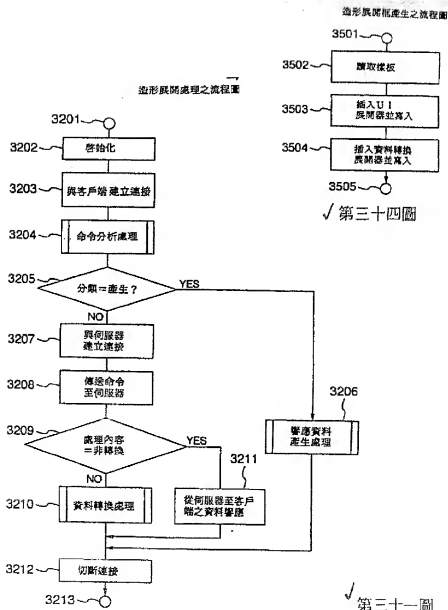 造形展開框產生之流程圖
3501
3502
讀取樣板
3503
插入UI
展開器並寫入
3504
插入資料轉換
展開器並寫入
3505
√ 第三十四圖
造形展開處理之流程圖
3201
3202
啓始化
3203
與客戶端建立連接
3204
命令分析處理
3205
分類=產生?
YES
NO
3207
與伺服器
建立連接
3208
傳送命令
至伺服器
3206
響應資料
產生處理
3209
處理內容
=非轉換
YES
NO
3211
從伺服器至客戶
端之資料響應
3210
資料轉換處理
3212
切斷連接
3213
√
第三十一圖